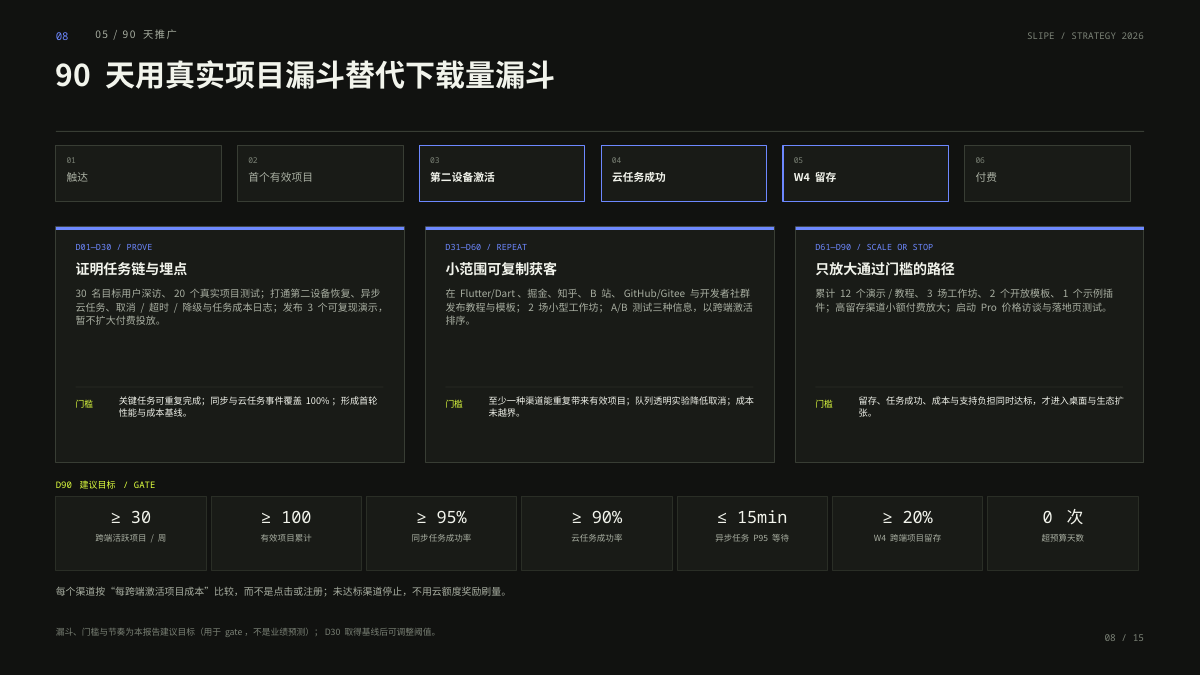 08
05 / 90 天推广
SLIPE / STRATEGY 2026
90 天用真实项目漏斗替代下载量漏斗
01
触达
02
首个有效项目
03
第二设备激活
04
云任务成功
05
W4 留存
06
付费
D01—D30 / PROVE
证明任务链与埋点
30 名目标用户深访、 20 个真实项目测试; 打通第二设备恢复、异步
云任务、取消 / 超时 / 降级与任务成本日志; 发布 3 个可复现演示,
暂不扩大付费投放。
门槛
关键任务可重复完成; 同步与云任务事件覆盖 100% ; 形成首轮
性能与成本基线。
D31—D60 / REPEAT
小范围可复制获客
在 Flutter/Dart 、掘金、知乎、 B 站、 GitHub/Gitee 与开发者社群
发布教程与模板; 2 场小型工作坊; A/B 测试三种信息, 以跨端激活
排序。
门槛
至少一种渠道能重复带来有效项目; 队列透明实验降低取消; 成本
未越界。
D61—D90 / SCALE OR STOP
只放大通过门槛的路径
累计 12 个演示 / 教程、 3 场工作坊、 2 个开放模板、 1 个示例插
件; 高留存渠道小额付费放大; 启动 Pro 价格访谈与落地页测试。
门槛
留存、任务成功、成本与支持负担同时达标, 才进入桌面与生态扩
张。
D90 建议目标 / GATE
≥ 30
跨端活跃项目 / 周
≥ 100
有效项目累计
≥ 95%
同步任务成功率
≥ 90%
云任务成功率
≤ 15min
异步任务 P95 等待
≥ 20%
W4 跨端项目留存
0 次
超预算天数
每个渠道按 “每跨端激活项目成本” 比较, 而不是点击或注册; 未达标渠道停止, 不用云额度奖励刷量。
漏斗、门槛与节奏为本报告建议目标 (用于 gate , 不是业绩预测) ; D30 取得基线后可调整阈值。
08 / 15